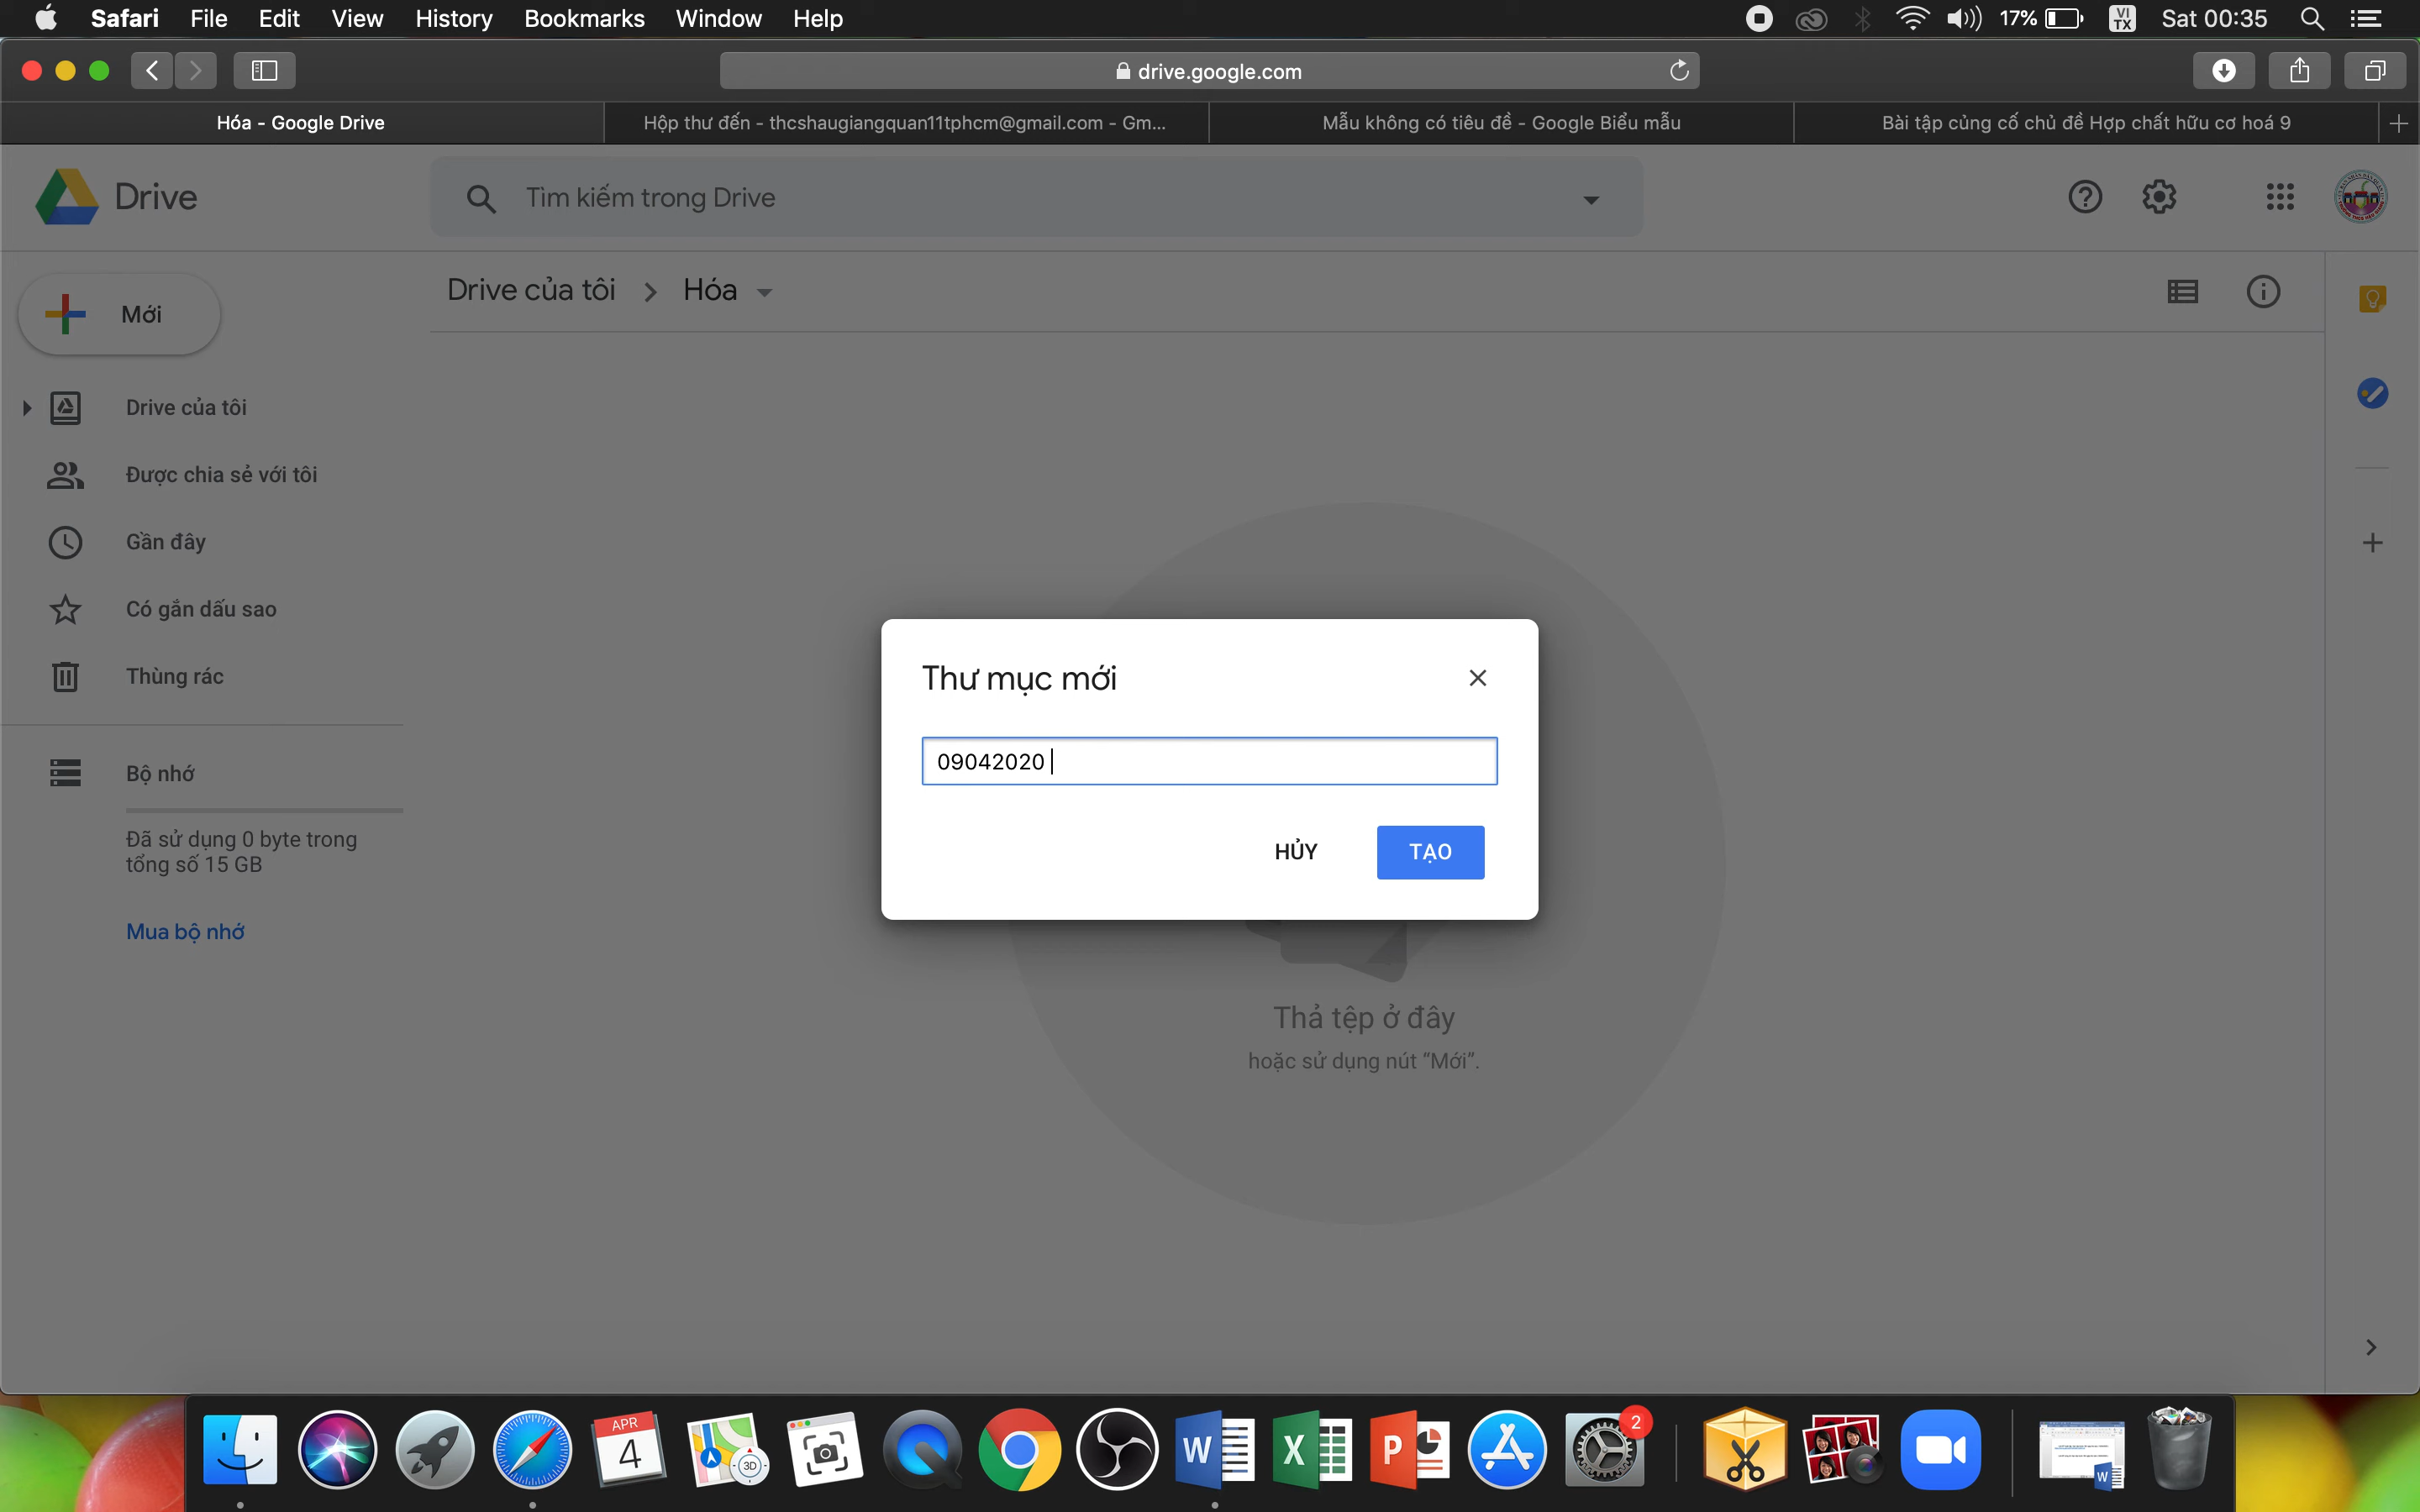 Safari File Edit View History Bookmarks Window Help 17% VI TX Sat 00:35
drive.google.com
Hóa - Google Drive
Hộp thư đến - thcshaugiangquan11tphcm@gmail.com - Gm...
Mẫu không có tiêu đề - Google Biểu mẫu
Bài tập củng cố chủ đề Hợp chất hữu cơ hoá 9
Drive
Tìm kiếm trong Drive
Mới
Drive của tôi
Hóa
Drive của tôi
Được chia sẻ với tôi
Gần đây
Có gắn dấu sao
Thùng rác
Bộ nhớ
Đã sử dụng 0 byte trong
tổng số 15 GB
Mua bộ nhớ
Thư mục mới
09042020
HỦY
TẠO
Thả tệp ở đây
hoặc sử dụng nút “Mới”.
APR
4
3D
W
X
P
2
W